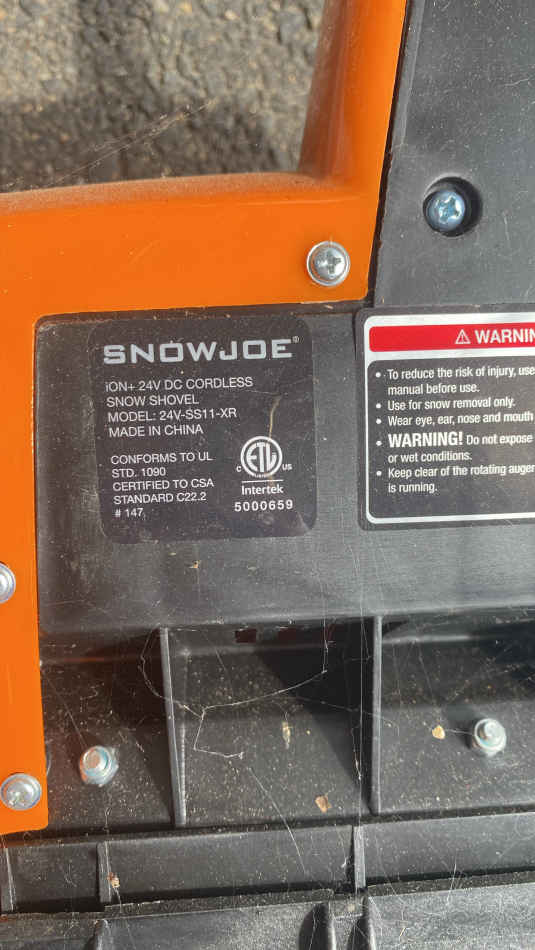 SNOWJOE®
iON+ 24V DC CORDLESS
SNOW SHOVEL
MODEL: 24V-SS11-XR
MADE IN CHINA
CONFORMS TO UL
STD. 1090
CERTIFIED TO CSA
STANDARD C22.2
# 147
C ETL US
Intertek
5000659
⚠ WARNIN
• To reduce the risk of injury, use
manual before use.
• Use for snow removal only.
• Wear eye, ear, nose and mouth
• WARNING! Do not expose
or wet conditions.
• Keep clear of the rotating auger
is running.